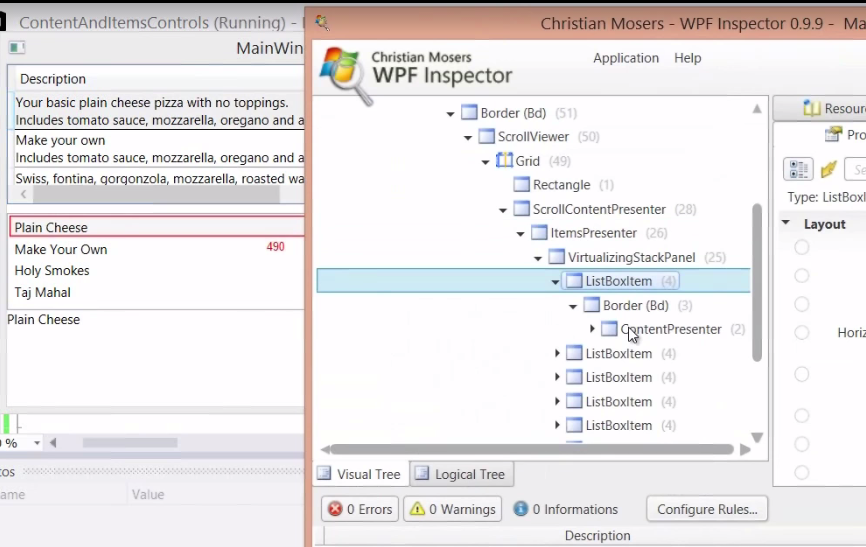 ContentAndItemsControls (Running) -
MainWin
Description
Your basic plain cheese pizza with no toppings.
Includes tomato sauce, mozzarella, oregano and a
Make your own
Includes tomato sauce, mozzarella, oregano and a
Swiss, fontina, gorgonzola, mozzarella, roasted wa
Plain Cheese
Make Your Own
490
Holy Smokes
Taj Mahal
Plain Cheese
%
ame
Value
Christian Mosers - WPF Inspector 0.9.9 - Ma
Christian Mosers
WPF Inspector
Application Help
Border (Bd) (51)
ScrollViewer (50)
Grid (49)
Rectangle (1)
ScrollContentPresenter (28)
ItemsPresenter (26)
VirtualizingStackPanel (25)
ListBoxItem (4)
Border (Bd) (3)
ContentPresenter (2)
ListBoxItem (4)
ListBoxItem (4)
ListBoxItem (4)
ListBoxItem (4)
Visual Tree Logical Tree
0 Errors 0 Warnings 0 Informations Configure Rules...
Description
Resour
Pro
Se
Type: ListBoxI
Layout
Horiz